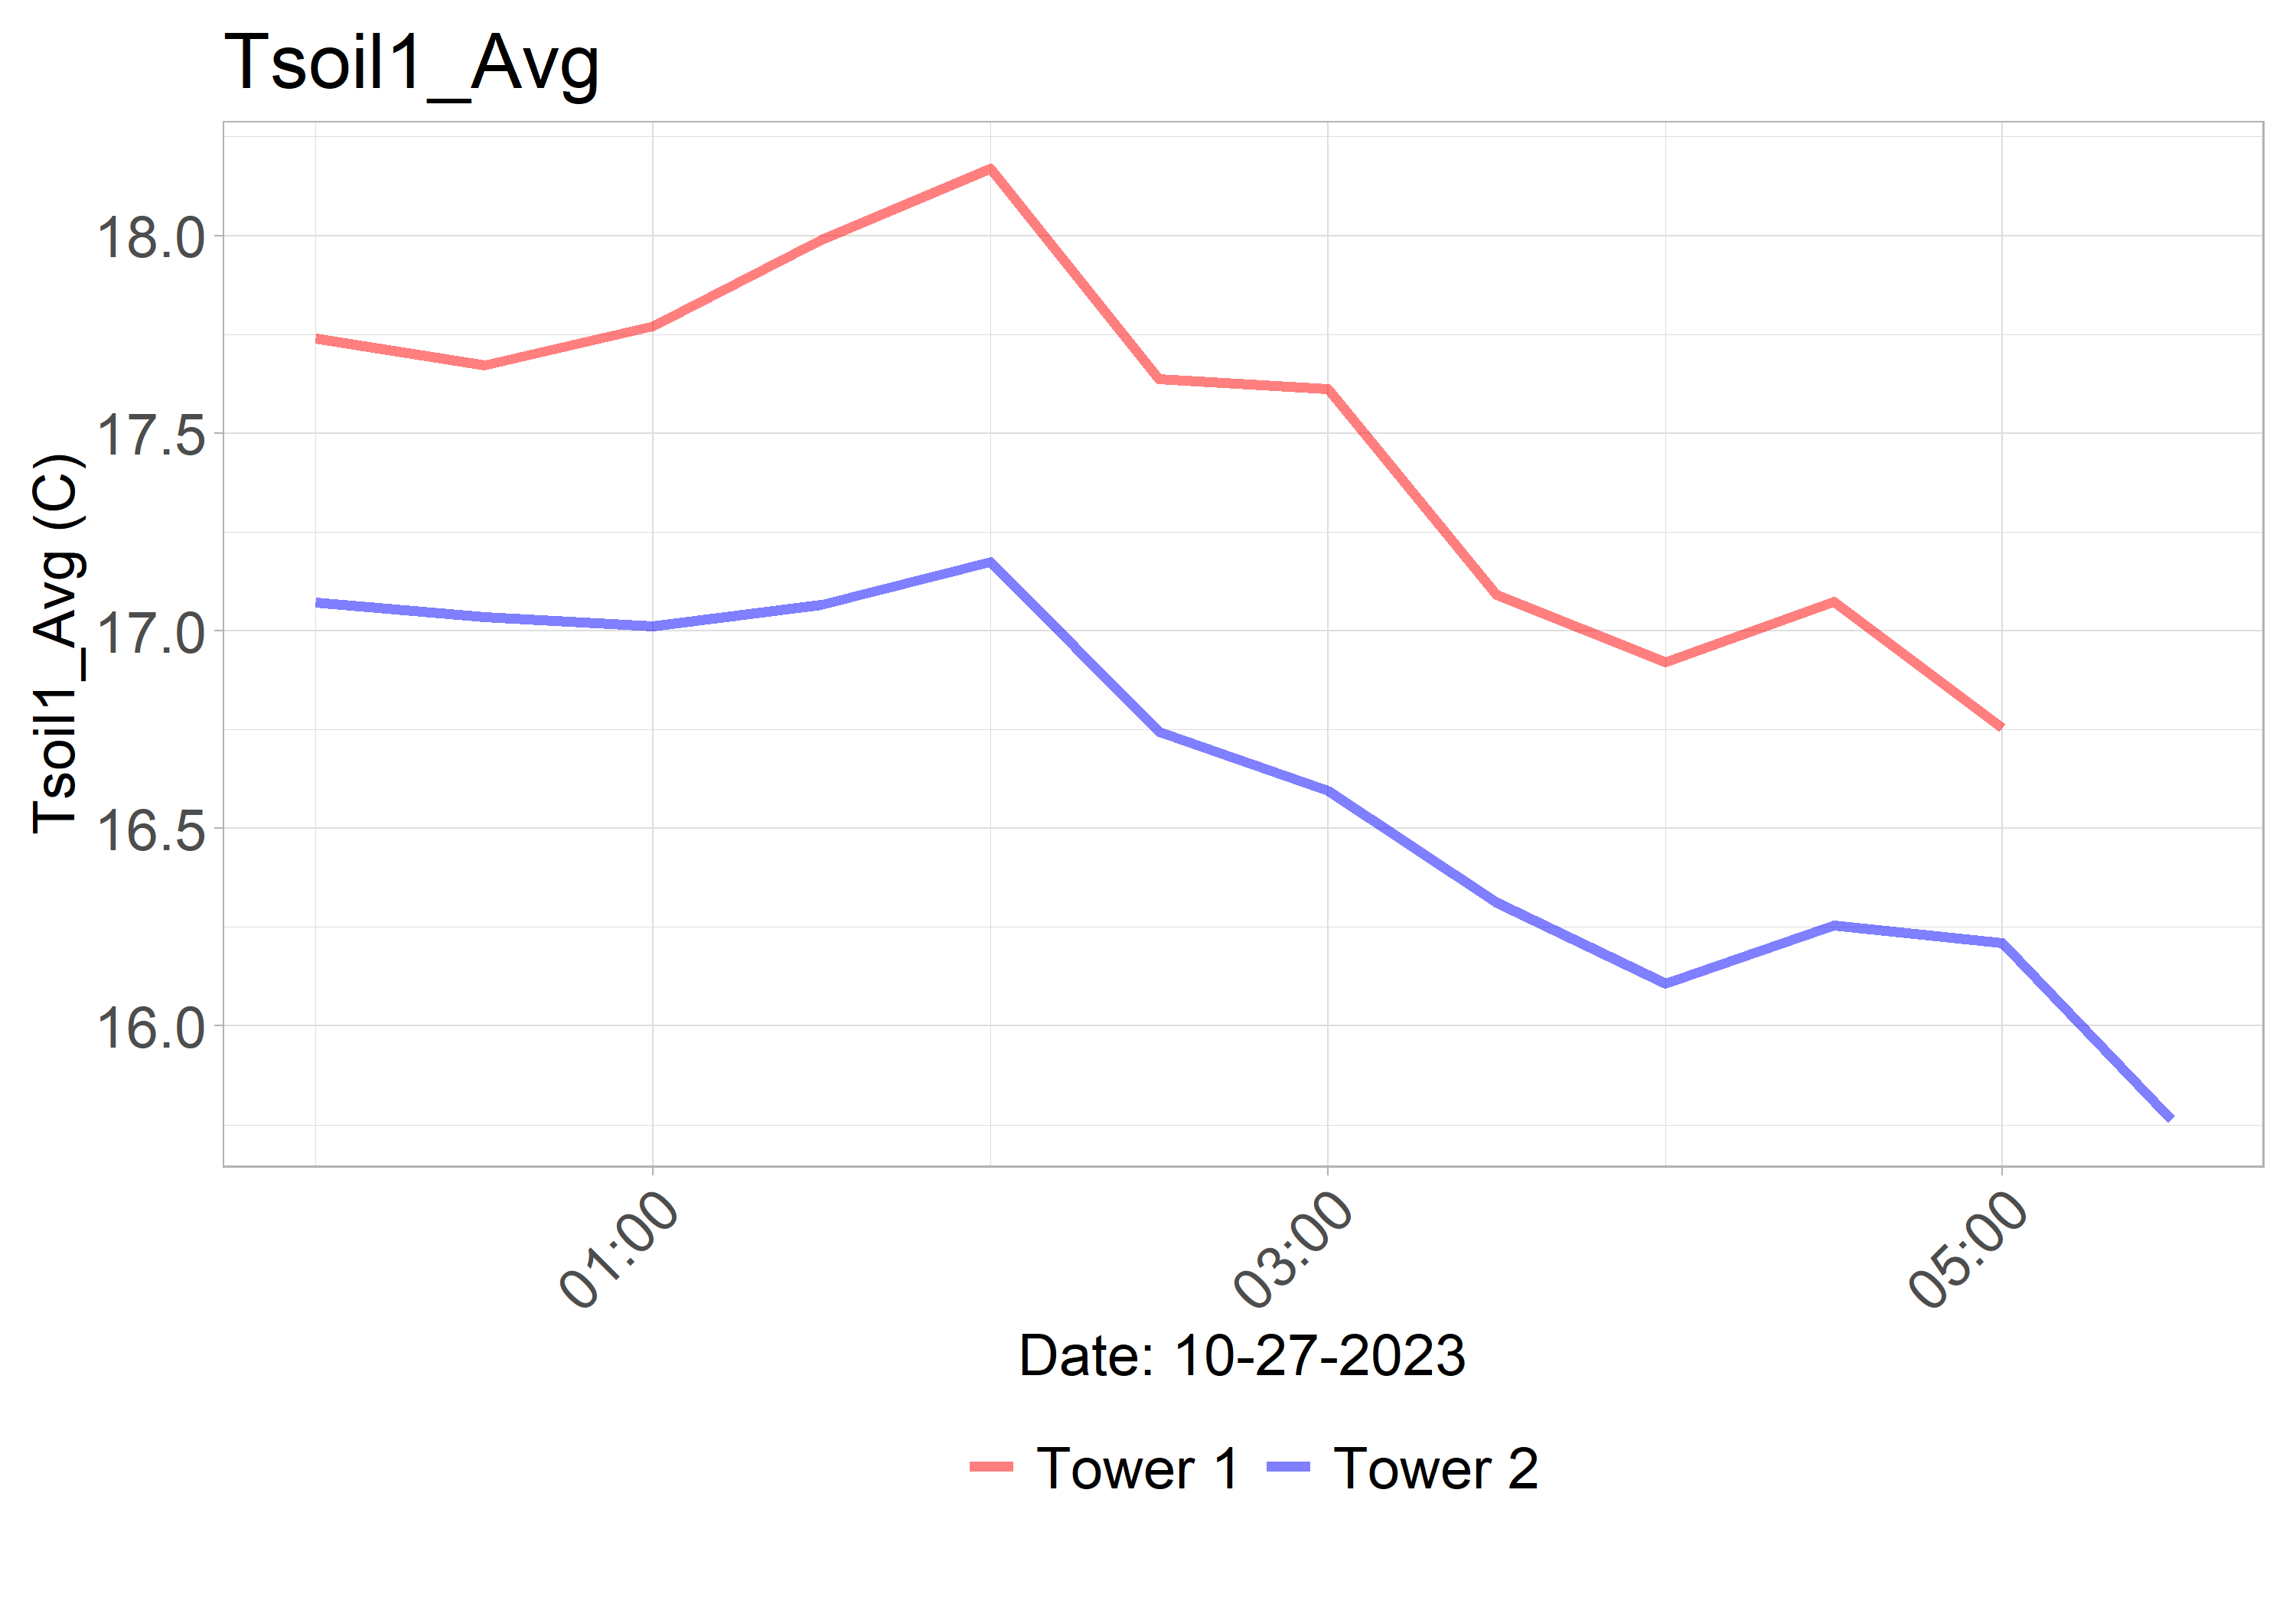 Tsoil1_Avg
Tsoil1_Avg (C)
18.0
17.5
17.0
16.5
16.0
01:00
03:00
05:00
Date: 10-27-2023
Tower 1
Tower 2